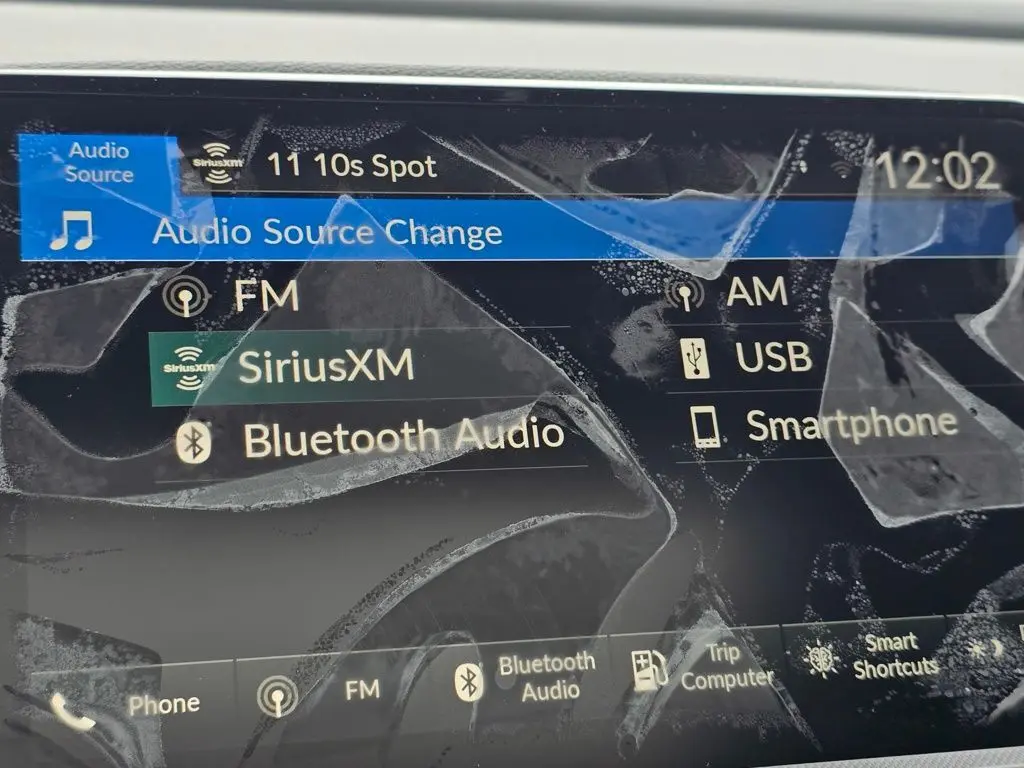 Audio
Source
SiriusXM
11 10s Spot
12:02
Audio Source Change
FM
AM
SiriusXM
SiriusXM
USB
Bluetooth Audio
Smartphone
Phone
FM
Bluetooth
Audio
Trip
Computer
Smart
Shortcuts